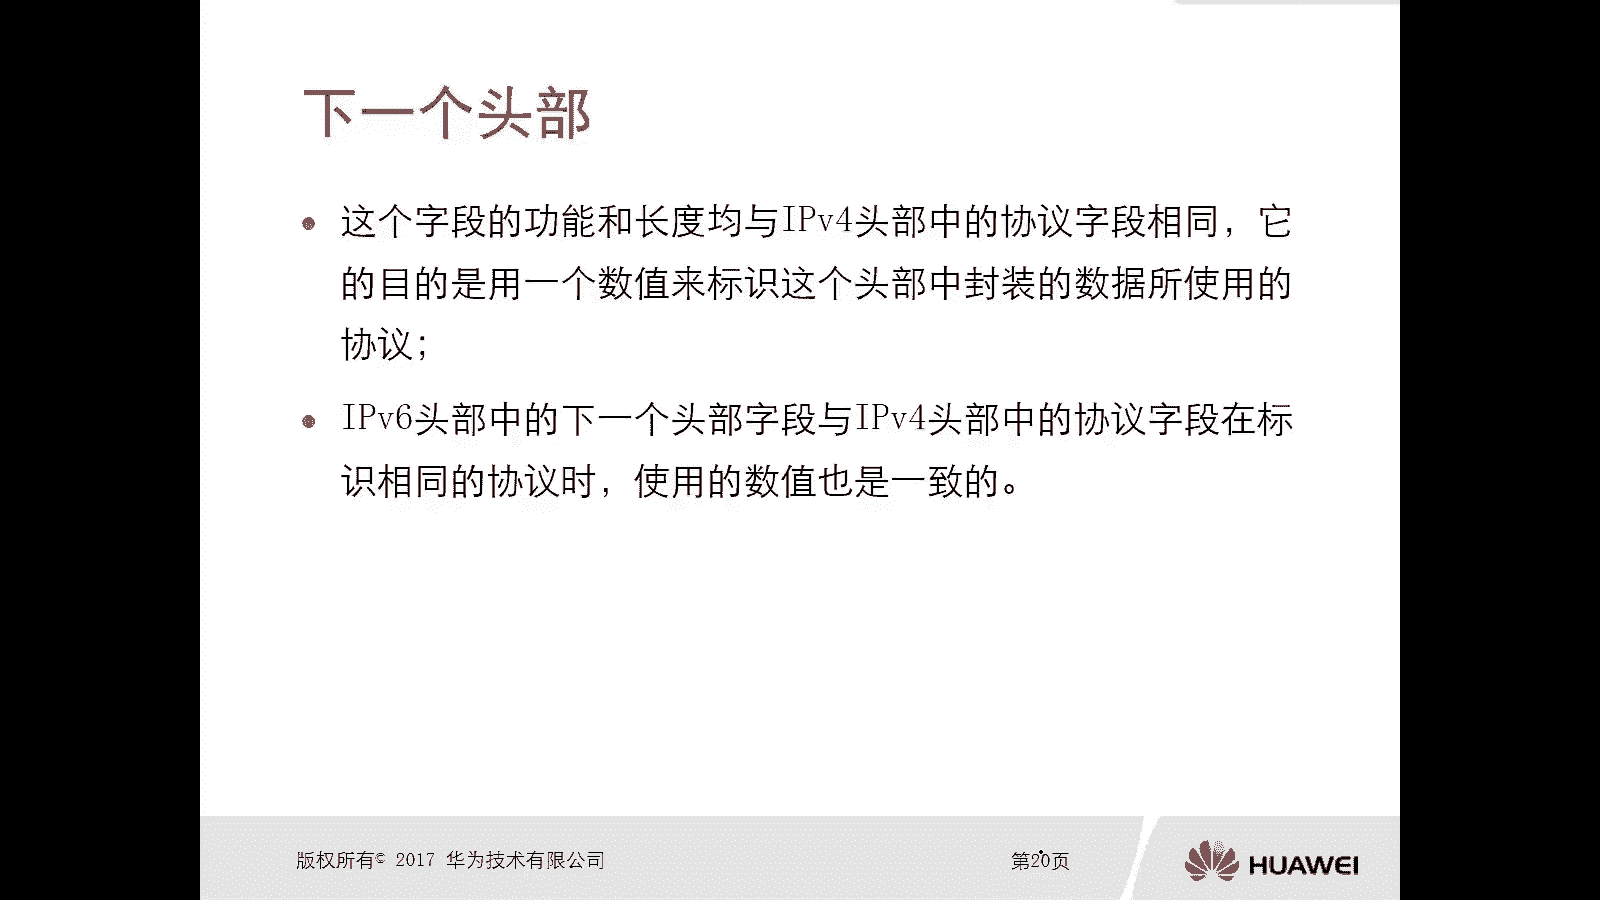 下一个头部
这个字段的功能和长度均与IPv4头部中的协议字段相同，它
的目的是用一个数值来标识这个头部中封装的数据所使用的
协议；
IPv6头部中的下一个头部字段与IPv4头部中的协议字段在标
识相同的协议时，使用的数值也是一致的。
版权所有© 2017 华为技术有限公司
第20页
HUAWEI